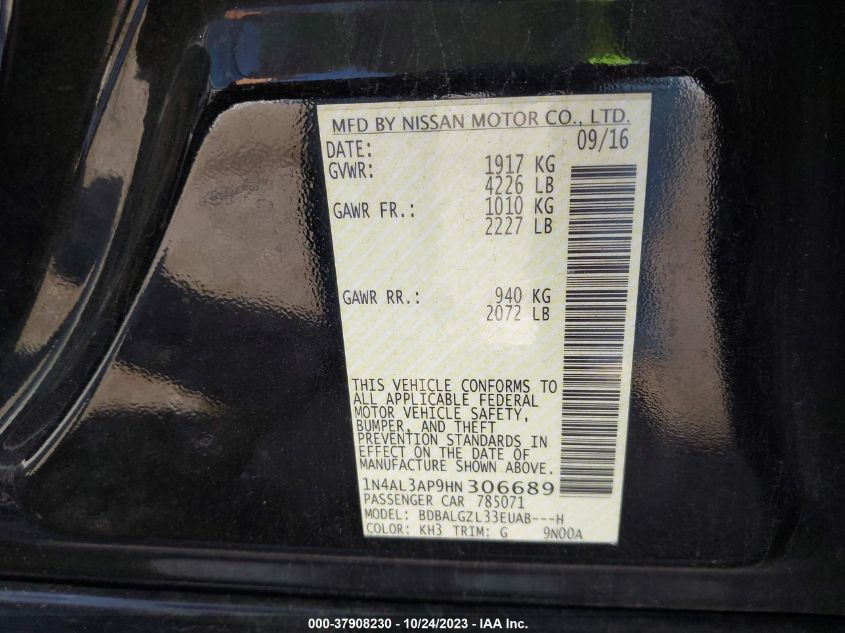 MFD BY NISSAN MOTOR CO., LTD.
DATE: 09/16
GVWR: 1917 KG
4226 LB
GAWR FR.: 1010 KG
2227 LB
GAWR RR.: 940 KG
2072 LB
THIS VEHICLE CONFORMS TO
ALL APPLICABLE FEDERAL
MOTOR VEHICLE SAFETY,
BUMPER, AND THEFT
PREVENTION STANDARDS IN
EFFECT ON THE DATE OF
MANUFACTURE SHOWN ABOVE.
1N4AL3AP9HN306689
PASSENGER CAR 785071
MODEL: BDBALGZL33EUAB---H
COLOR: KH3 TRIM: G 9N00A
000-37908230 - 10/24/2023 - IAA Inc.